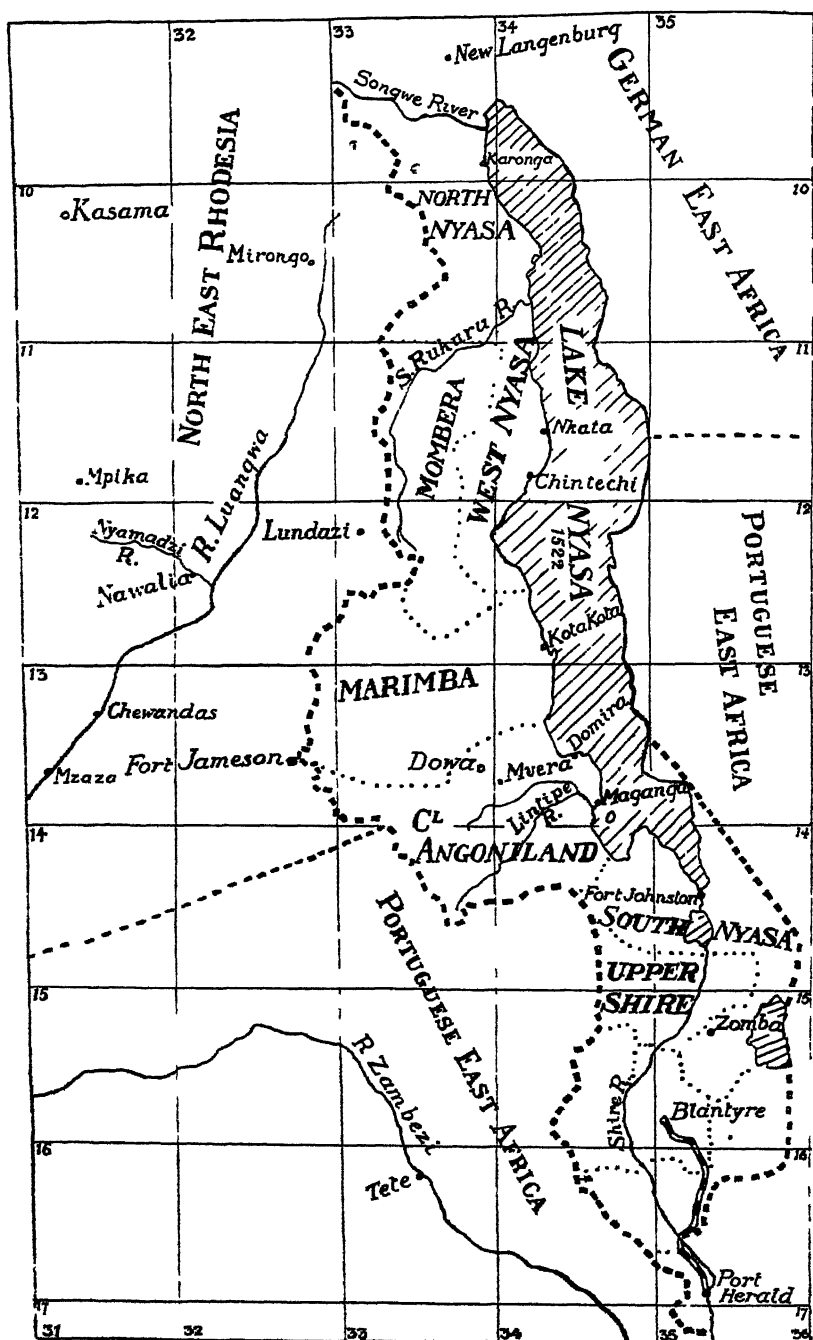 32 33 34 35
New Langenburg
Songwe River
GERMAN EAST AFRICA
Karonga
10 10
NORTH
NYASA
Kasama
NORTH EAST RHODESIA
Mirongo
11 11
S. Rukuru R.
LAKE
NYASA
1522
WEST NYASA
MOMBERA
Nkata
Mpika
Chintechi
12 12
R. Luangwa
Lundazi
Nyamadzi
R.
Nawalia
PORTUGUESE
EAST AFRICA
Kota Kota
13 13
MARIMBA
Chewandas
Domira
Fort Jameson
Dowa
Mvera
Mzaza
Maganga
Lintipe
R.
14 14
CL
ANGONILAND
Fort Johnston
SOUTH NYASA
PORTUGUESE EAST AFRICA
UPPER
SHIRE
15 15
Zomba
R Zambezi
Shire R.
Blantyre
16 16
Tete
Port
Herald
17 17
31 32 33 34 35 36